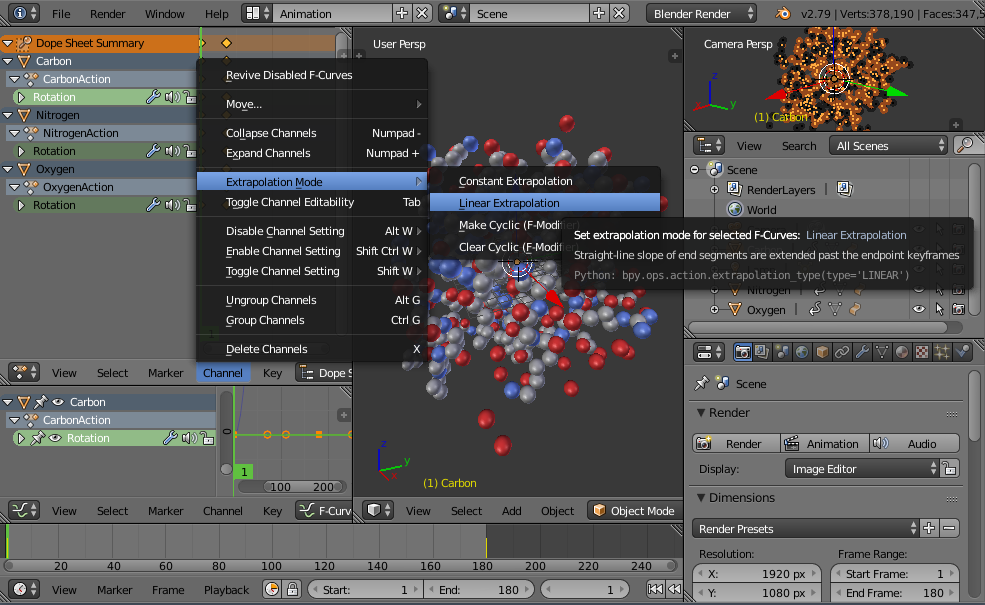 File Render Window Help Animation Scene Blender Render v2.79 | Verts:378,190 | Faces:347,5
Dope Sheet Summary
Carbon
CarbonAction
Rotation
Nitrogen
NitrogenAction
Rotation
Oxygen
OxygenAction
Rotation
Revive Disabled F-Curves
Move...
Collapse Channels Numpad -
Expand Channels Numpad +
Extrapolation Mode
Toggle Channel Editability Tab
Disable Channel Setting Alt W
Enable Channel Setting Shift Ctrl W
Toggle Channel Setting Shift W
Ungroup Channels Alt G
Group Channels Ctrl G
Delete Channels X
Constant Extrapolation
Linear Extrapolation
Make Cyclic (F-Modifie
Clear Cyclic (F-Modifie
Set extrapolation mode for selected F-Curves: Linear Extrapolation
Straight-line slope of end segments are extended past the endpoint keyframes
Python: bpy.ops.action.extrapolation_type(type='LINEAR')
User Persp
z
y
(1) Carbon
Camera Persp
z
y
(1) Carbon
View Search All Scenes
Scene
RenderLayers |
World
Nitrogen
Oxygen |
View Select Marker Channel Key Dope S
Carbon
CarbonAction
Rotation
0
1
100 200
View Select Marker Channel Key F-Curv
View Select Add Object Object Mode
Scene
Render
Render Animation Audio
Display: Image Editor
Dimensions
Render Presets
Resolution: Frame Range:
X: 1920 px Start Frame: 1
Y: 1080 px End Frame: 180
20 40 60 80 100 120 140 160 180 200 220 240
View Marker Frame Playback Start: 1 End: 180 1